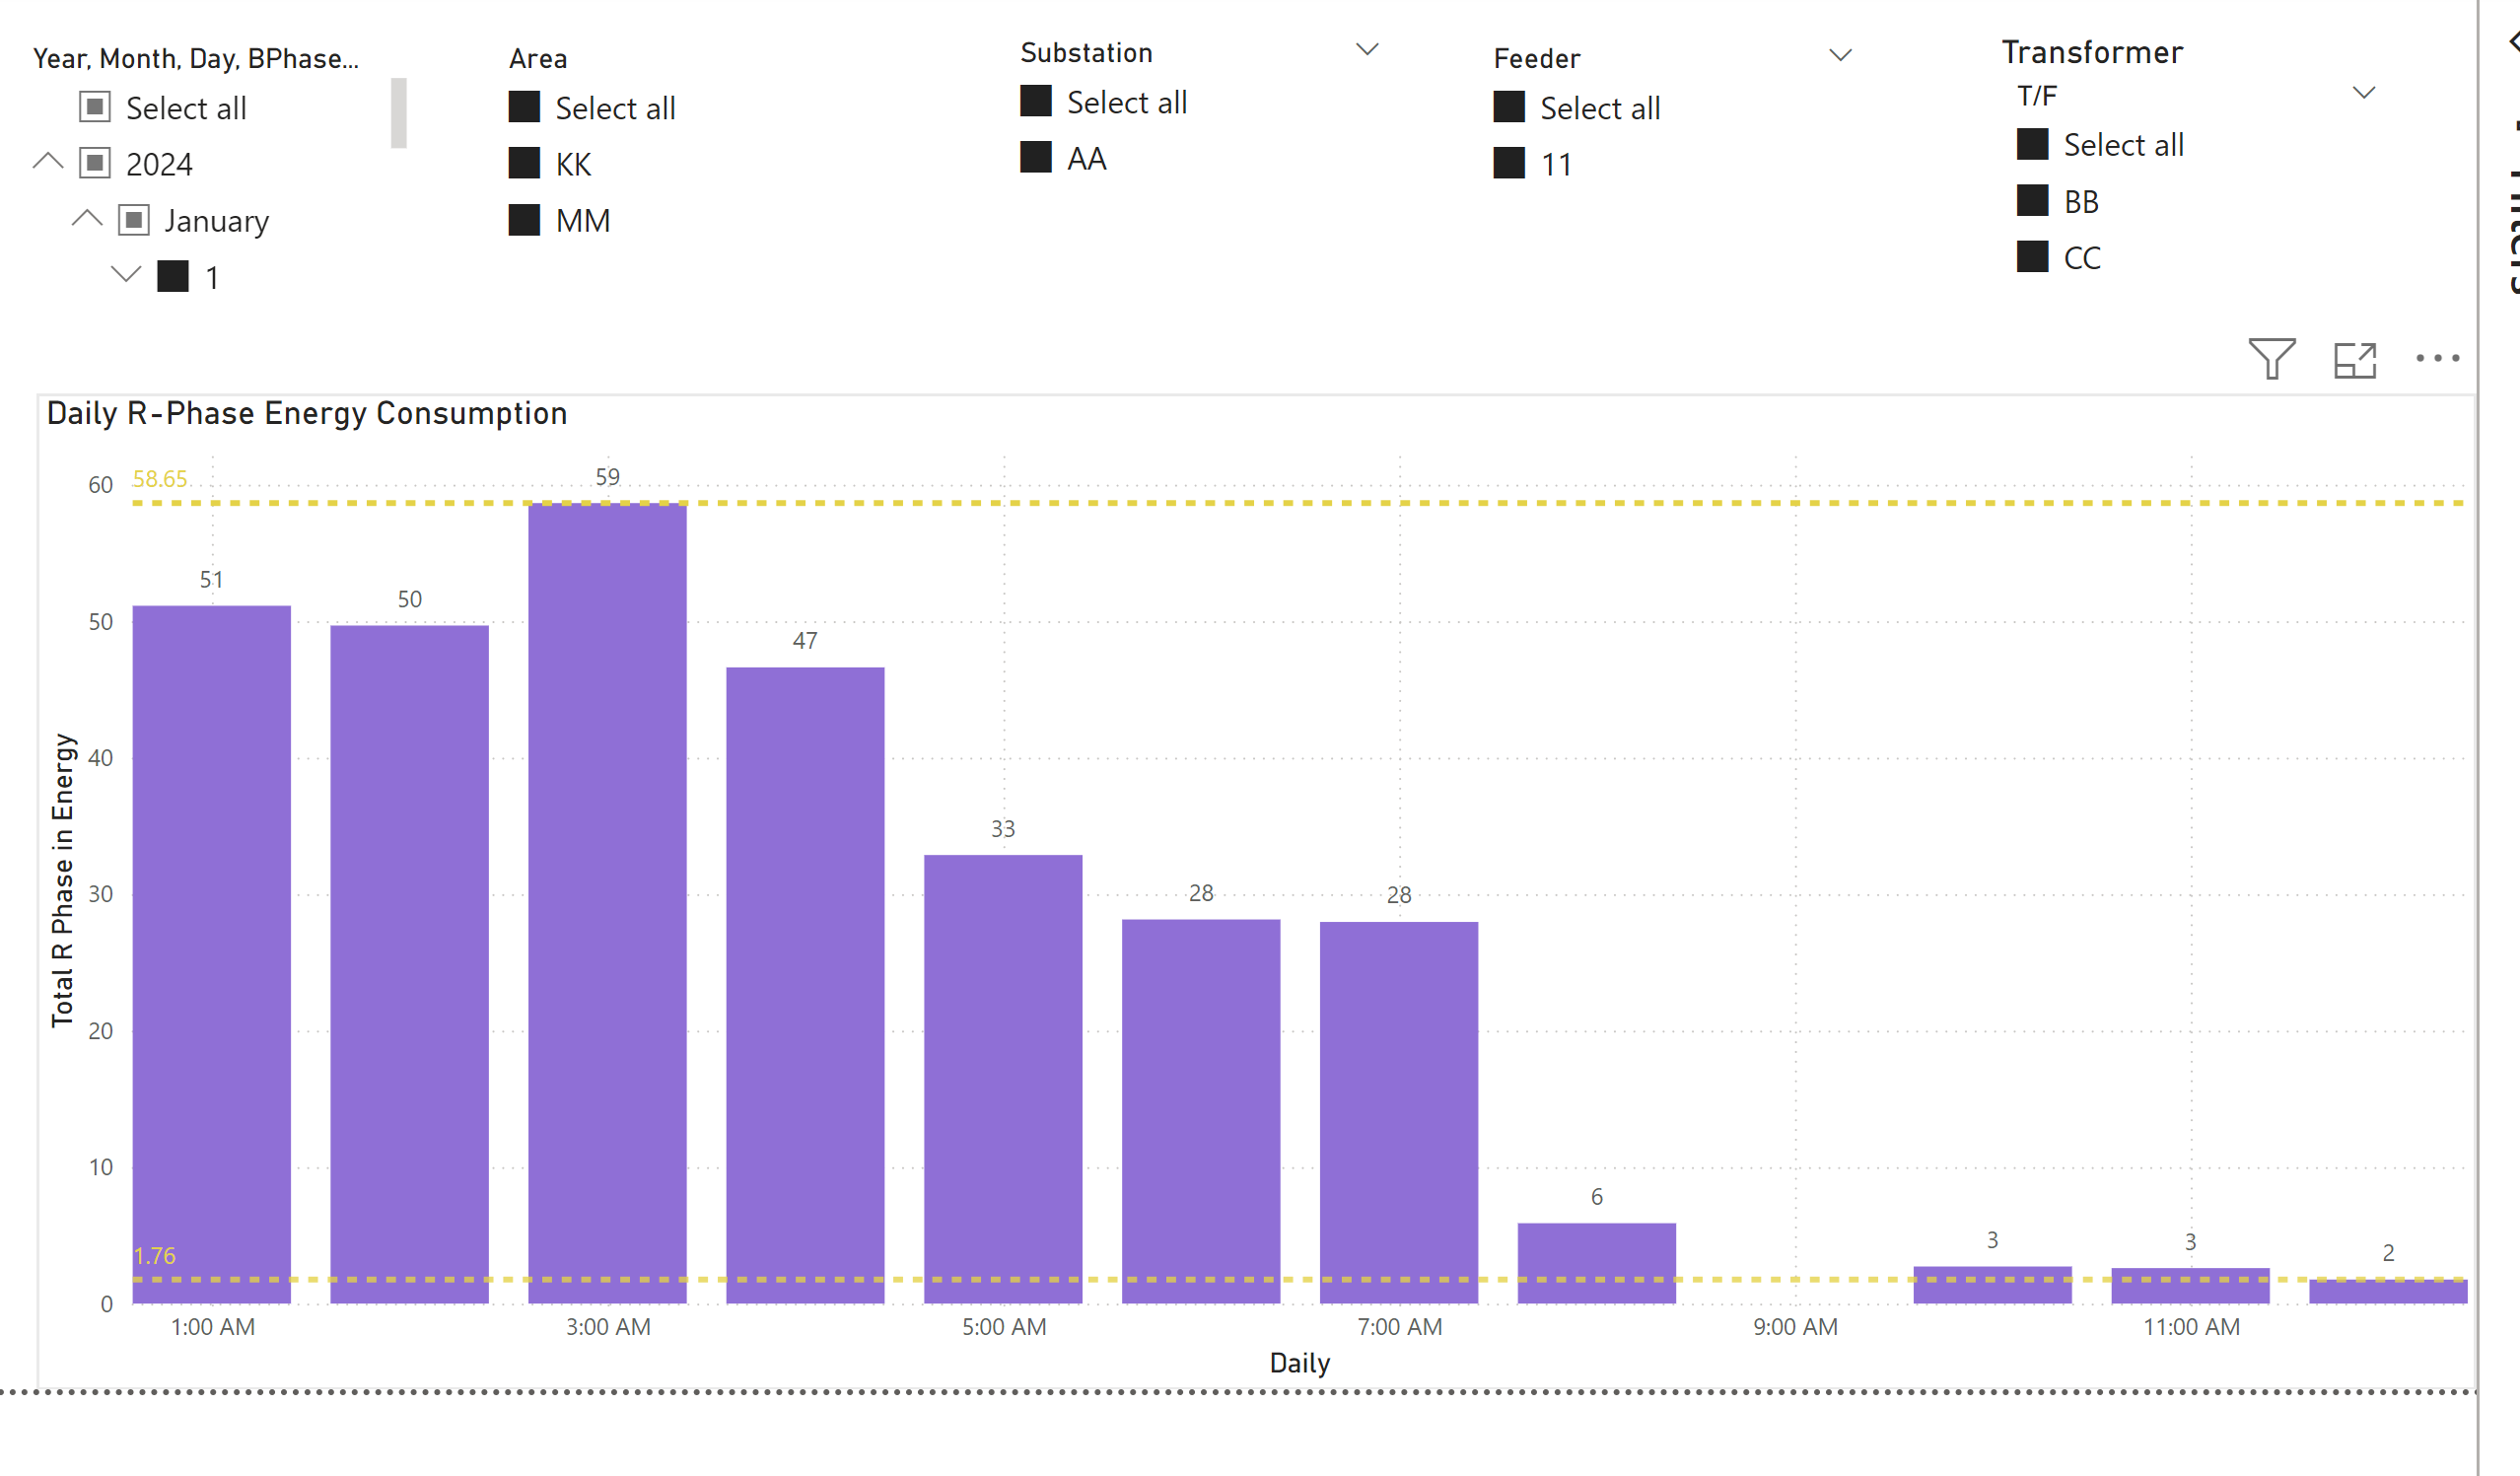 Year, Month, Day, BPhase...
Select all
2024
January
1
Area
Select all
KK
MM
Substation
Select all
AA
Feeder
Select all
11
Transformer
T/F
Select all
BB
CC
Filters
Daily R-Phase Energy Consumption
Total R Phase in Energy
60
50
40
30
20
10
0
58.65
1.76
51
50
59
47
33
28
28
6
3
3
2
1:00 AM
3:00 AM
5:00 AM
7:00 AM
9:00 AM
11:00 AM
Daily